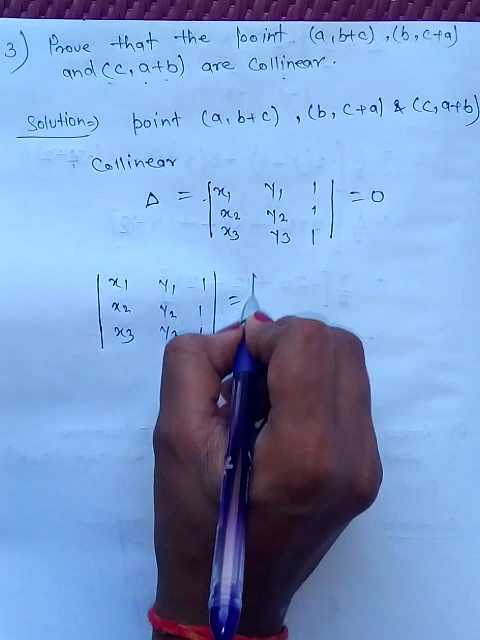 3) Prove that the point (a, b+c), (b, c+a)
and (c, a+b) are Collinear.
Solution⇒) point (a, b+c), (b, c+a) & (c, a+b)
Collinear
Δ = | x1 y1 1 | = 0
x2 y2 1
x3 y3 1
| x1 y1 1 | = |
x2 y2 1
x3